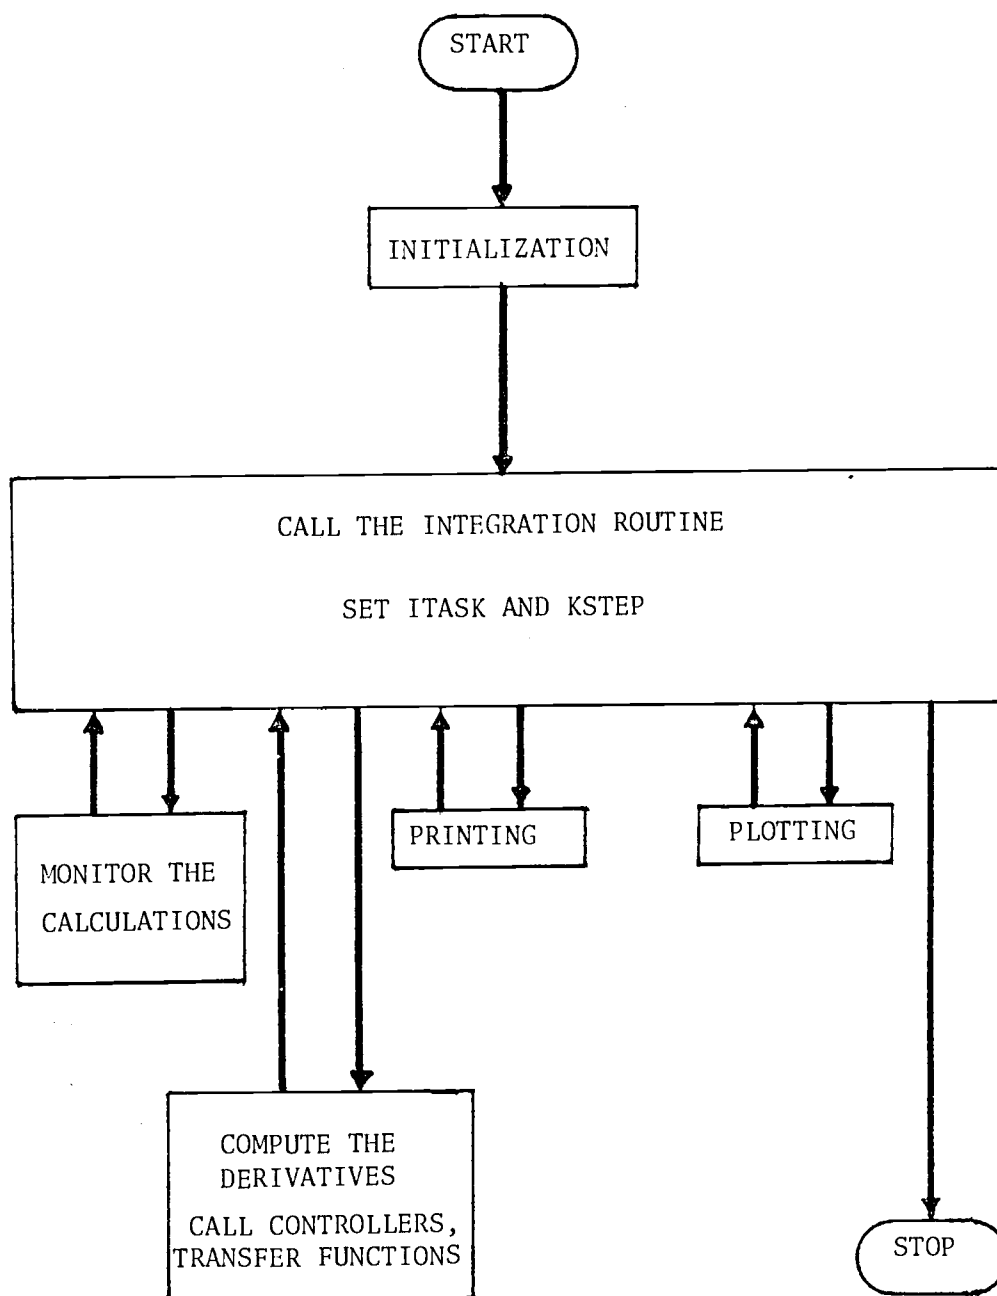 START
INITIALIZATION
CALL THE INTEGRATION ROUTINE
SET ITASK AND KSTEP
MONITOR THE
CALCULATIONS
PRINTING
PLOTTING
COMPUTE THE
DERIVATIVES
CALL CONTROLLERS,
TRANSFER FUNCTIONS
STOP